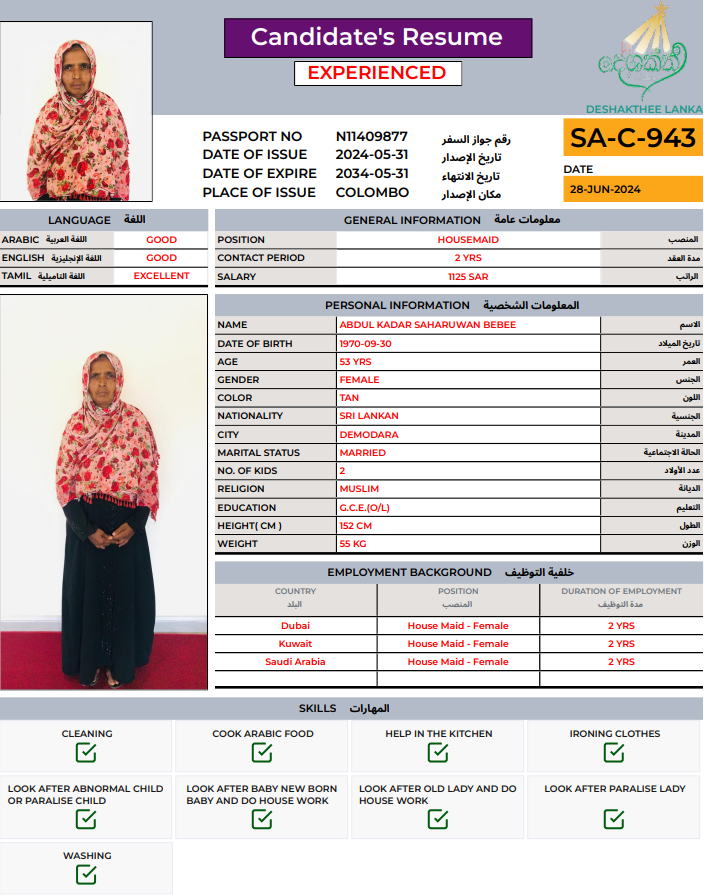 Candidate's Resume
EXPERIENCED
DESHAKTHEE LANKA
PASSPORT NO N11409877 رقم جواز السفر
DATE OF ISSUE 2024-05-31 تاريخ الإصدار
DATE OF EXPIRE 2034-05-31 تاريخ الانتهاء
PLACE OF ISSUE COLOMBO مكان الإصدار
SA-C-943
DATE
28-JUN-2024
LANGUAGE اللغة
ARABIC اللغة العربية GOOD
ENGLISH اللغة الإنجليزية GOOD
TAMIL اللغة التاميلية EXCELLENT
GENERAL INFORMATION معلومات عامة
POSITION HOUSEMAID المنصب
CONTACT PERIOD 2 YRS مدة العقد
SALARY 1125 SAR الراتب
PERSONAL INFORMATION المعلومات الشخصية
NAME ABDUL KADAR SAHARUWAN BEBEE الاسم
DATE OF BIRTH 1970-09-30 تاريخ الميلاد
AGE 53 YRS العمر
GENDER FEMALE الجنس
COLOR TAN اللون
NATIONALITY SRI LANKAN الجنسية
CITY DEMODARA المدينة
MARITAL STATUS MARRIED الحالة الاجتماعية
NO. OF KIDS 2 عدد الأولاد
RELIGION MUSLIM الديانة
EDUCATION G.C.E.(O/L) التعليم
HEIGHT( CM ) 152 CM الطول
WEIGHT 55 KG الوزن
EMPLOYMENT BACKGROUND خلفية التوظيف
COUNTRY POSITION DURATION OF EMPLOYMENT
البلد المنصب مدة التوظيف
Dubai House Maid - Female 2 YRS
Kuwait House Maid - Female 2 YRS
Saudi Arabia House Maid - Female 2 YRS
SKILLS المهارات
CLEANING
COOK ARABIC FOOD
HELP IN THE KITCHEN
IRONING CLOTHES
LOOK AFTER ABNORMAL CHILD
OR PARALISE CHILD
LOOK AFTER BABY NEW BORN
BABY AND DO HOUSE WORK
LOOK AFTER OLD LADY AND DO
HOUSE WORK
LOOK AFTER PARALISE LADY
WASHING